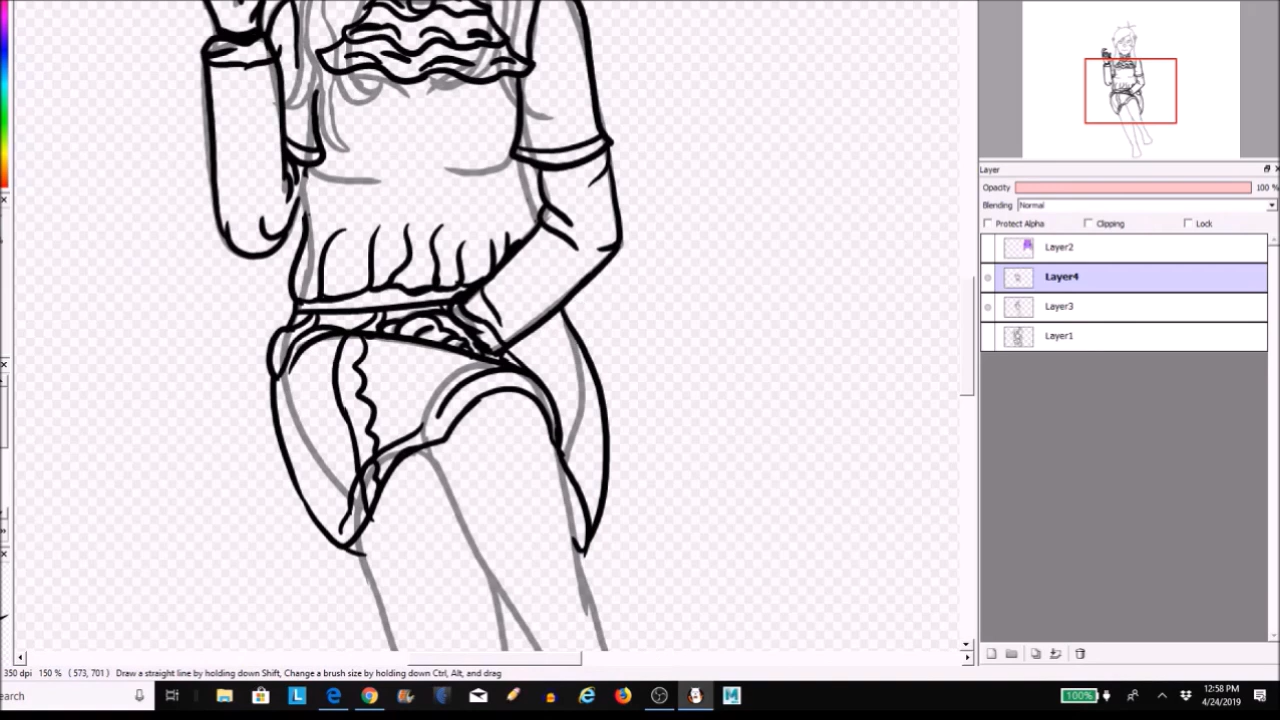 Layer
Opacity 100 %
Blending Normal
Protect Alpha Clipping Lock
Layer2
Layer4
Layer3
Layer1
350 dpi 150 % ( 573, 701) Draw a straight line by holding down Shift, Change a brush size by holding down Ctrl, Alt, and drag
earch
L
100%
12:58 PM
4/24/2019